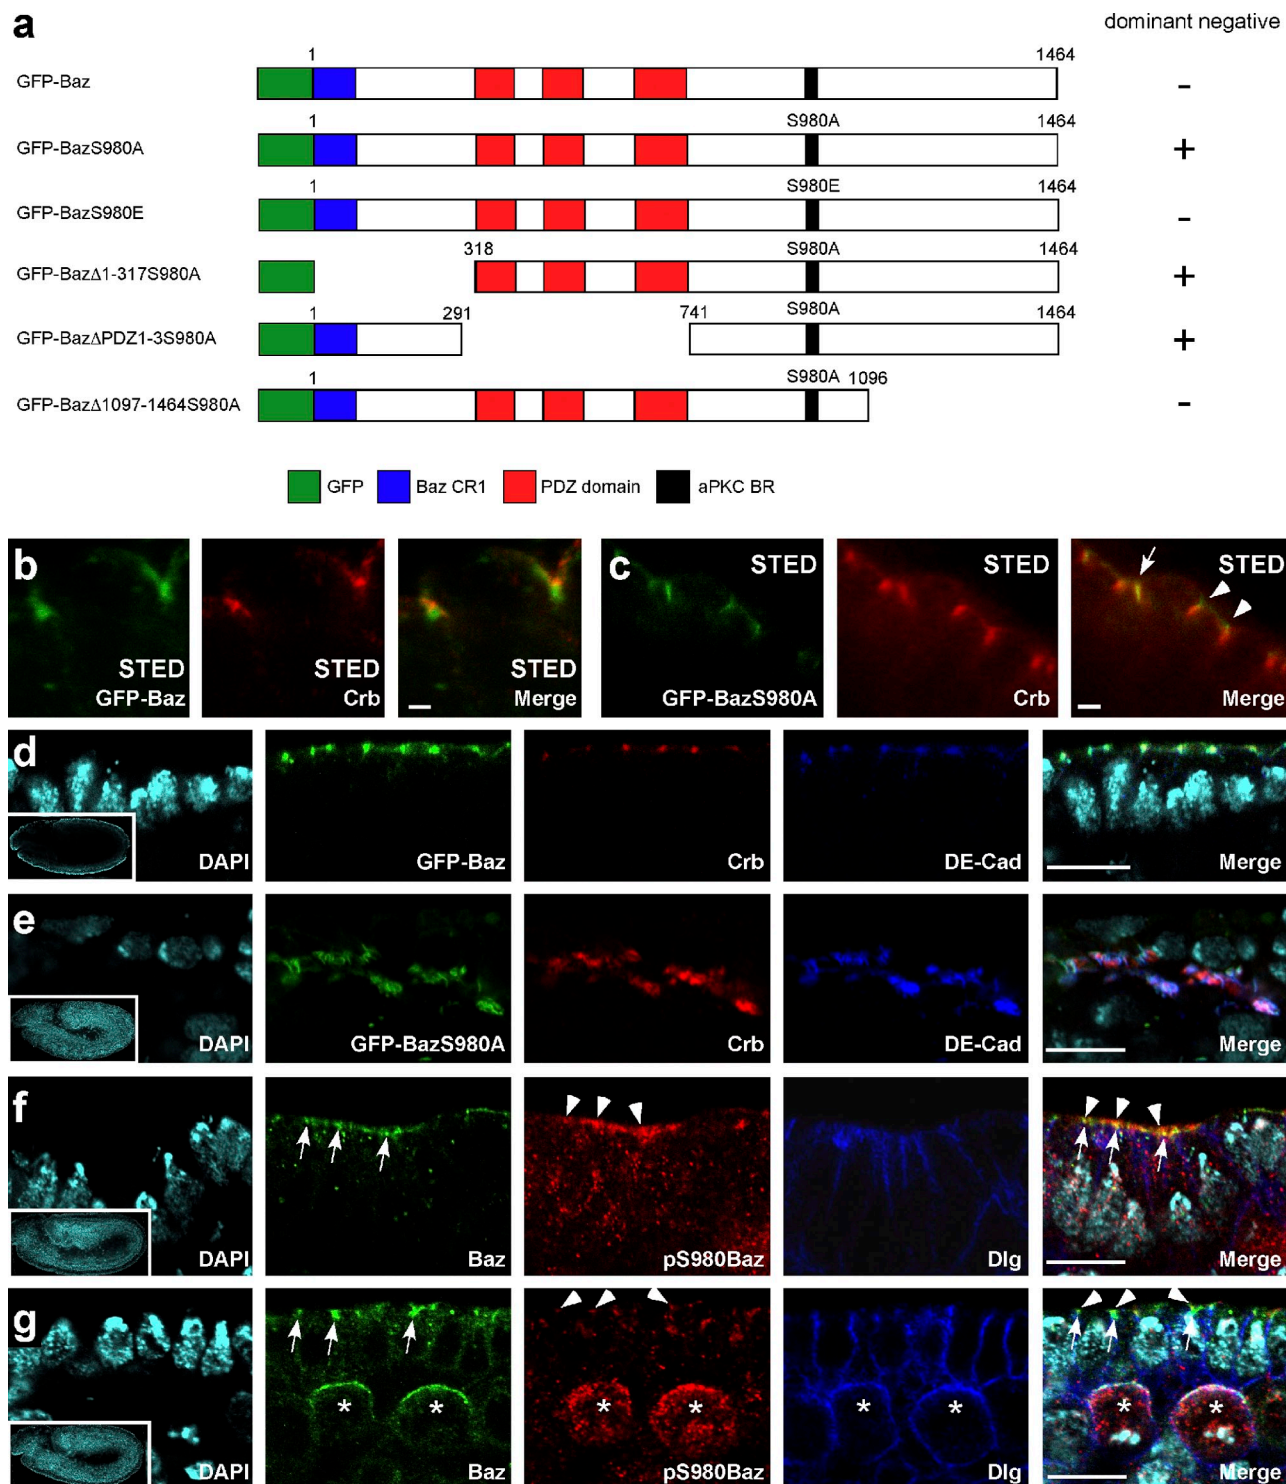 a
dominant negative
GFP-Baz
1
1464
-
GFP-BazS980A
1
S980A
1464
+
GFP-BazS980E
1
S980E
1464
-
GFP-BazΔ1-317S980A
318
S980A
1464
+
GFP-BazΔPDZ1-3S980A
1
291
741
S980A
1464
+
GFP-BazΔ1097-1464S980A
1
S980A
1096
-
GFP
Baz CR1
PDZ domain
aPKC BR
b
STED
GFP-Baz
STED
Crb
STED
Merge
c
STED
GFP-BazS980A
STED
Crb
STED
Merge
d
DAPI
GFP-Baz
Crb
DE-Cad
Merge
e
DAPI
GFP-BazS980A
Crb
DE-Cad
Merge
f
DAPI
Baz
pS980Baz
Dlg
Merge
g
DAPI
* *
Baz
* *
pS980Baz
* *
Dlg
* *
Merge